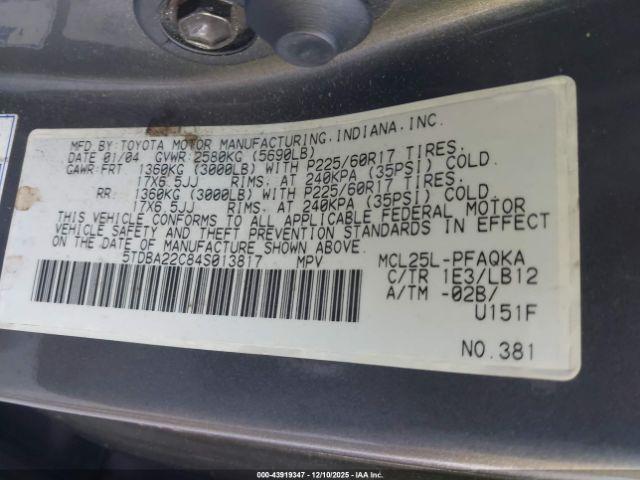 MFD.BY:TOYOTA MOTOR MANUFACTURING,INDIANA,INC.
DATE 01/04 GVWR:2580KG (5690LB)
GAWR:FRT 1360KG (3000LB) WITH P225/60R17 TIRES.
17X6.5JJ RIMS, AT 240KPA (35PSI) COLD.
RR: 1360KG (3000LB) WITH P225/60R17 TIRES.
17X6.5JJ RIMS, AT 240KPA (35PSI) COLD.
THIS VEHICLE CONFORMS TO ALL APPLICABLE FEDERAL MOTOR
VEHICLE SAFETY AND THEFT PREVENTION STANDARDS IN EFFECT
ON THE DATE OF MANUFACTURE SHOWN ABOVE.
5TDBA22C84S013817 MPV
MCL25L-PFAQKA
C/TR 1E3/LB12
A/TM -02B/
U151F
NO.381
000-43919347 - 12/10/2025 - IAA Inc.